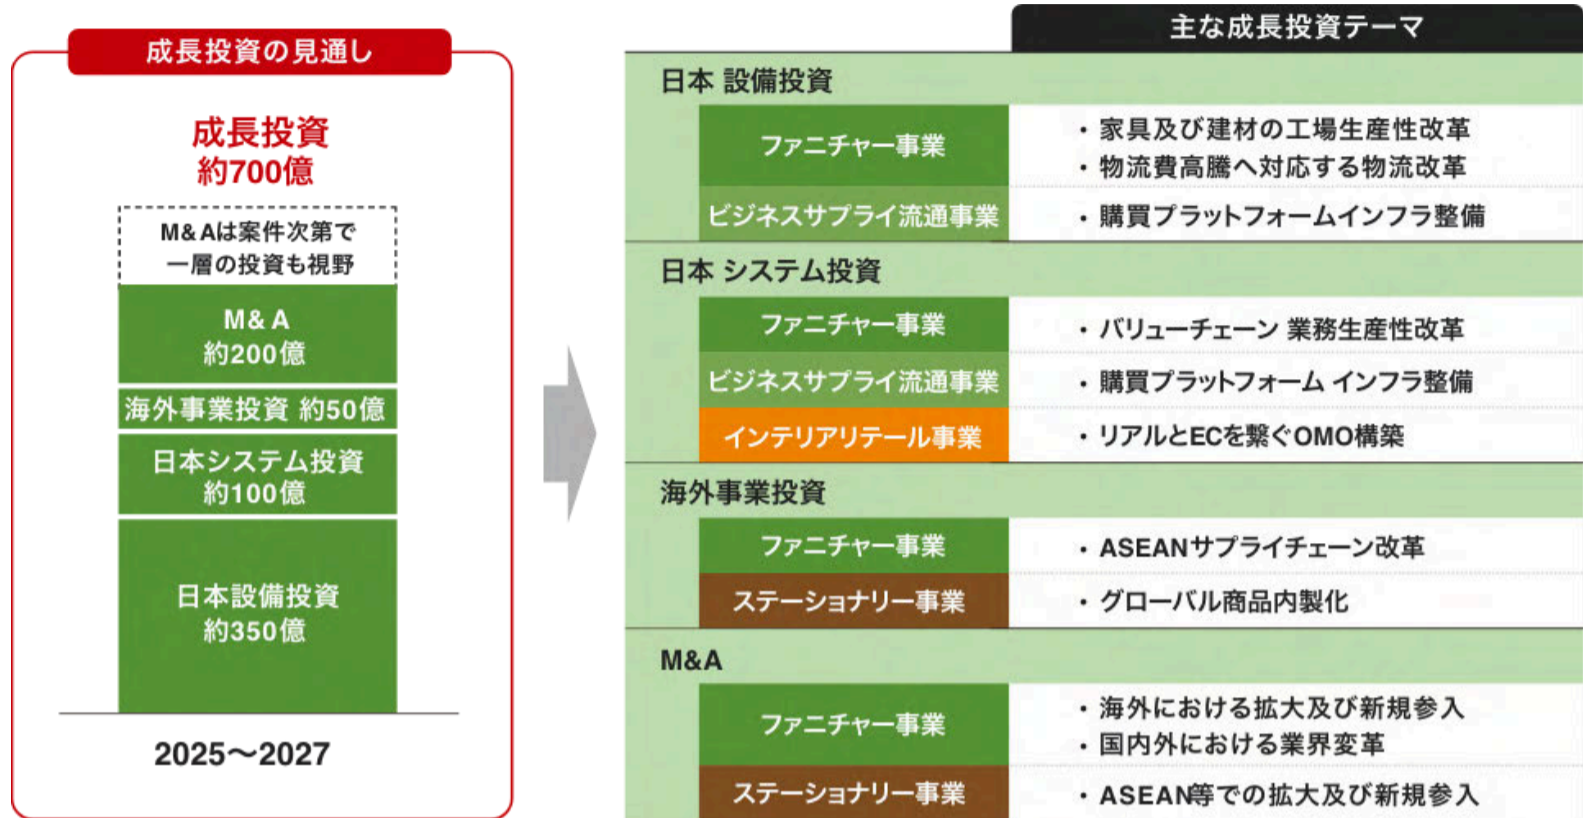 成長投資の見通し
成長投資
約700億
M&Aは案件次第で
一層の投資も視野
M&A
約200億
海外事業投資 約50億
日本システム投資
約100億
日本設備投資
約350億
2025〜2027
主な成長投資テーマ
日本 設備投資
ファニチャー事業
・家具及び建材の工場生産性改革
・物流費高騰へ対応する物流改革
ビジネスサプライ流通事業
・購買プラットフォームインフラ整備
日本 システム投資
ファニチャー事業
・バリューチェーン 業務生産性改革
ビジネスサプライ流通事業
・購買プラットフォーム インフラ整備
インテリアリテール事業
・リアルとECを繋ぐOMO構築
海外事業投資
ファニチャー事業
・ASEANサプライチェーン改革
ステーショナリー事業
・グローバル商品内製化
M&A
ファニチャー事業
・海外における拡大及び新規参入
・国内外における業界変革
ステーショナリー事業
・ASEAN等での拡大及び新規参入